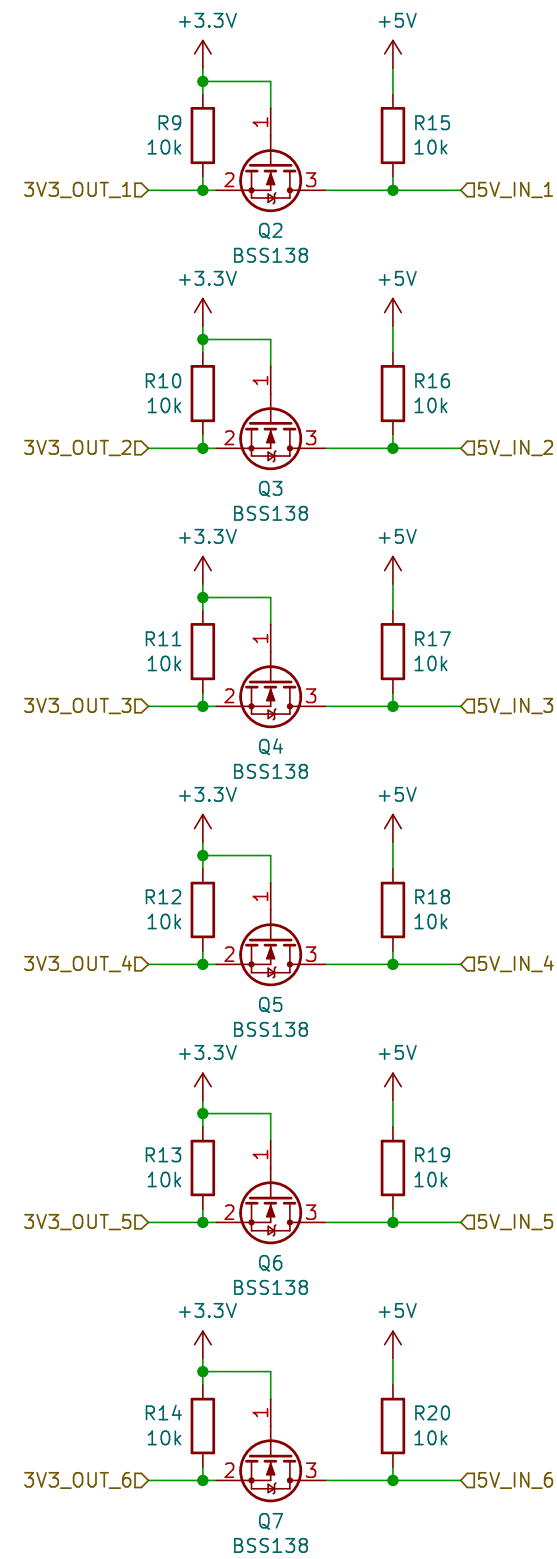 +3.3V +5V
R9 1 R15
10k 10k
3V3_OUT_1 2 3 5V_IN_1
Q2
BSS138
+3.3V +5V
R10 1 R16
10k 10k
3V3_OUT_2 2 3 5V_IN_2
Q3
BSS138
+3.3V +5V
R11 1 R17
10k 10k
3V3_OUT_3 2 3 5V_IN_3
Q4
BSS138
+3.3V +5V
R12 1 R18
10k 10k
3V3_OUT_4 2 3 5V_IN_4
Q5
BSS138
+3.3V +5V
R13 1 R19
10k 10k
3V3_OUT_5 2 3 5V_IN_5
Q6
BSS138
+3.3V +5V
R14 1 R20
10k 10k
3V3_OUT_6 2 3 5V_IN_6
Q7
BSS138